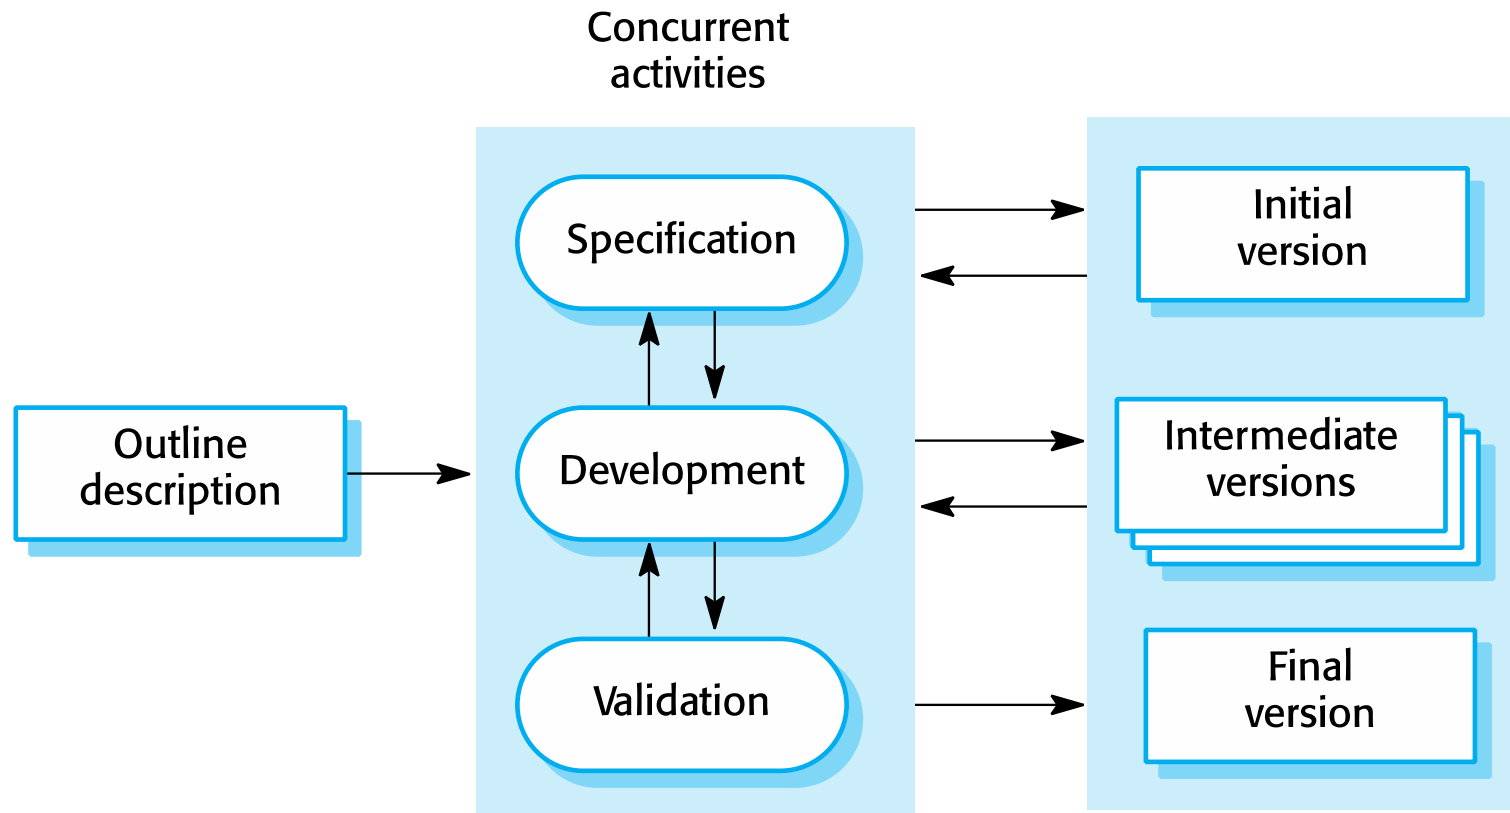 Concurrent
activities
Outline
description
Specification
Development
Validation
Initial
version
Intermediate
versions
Final
version